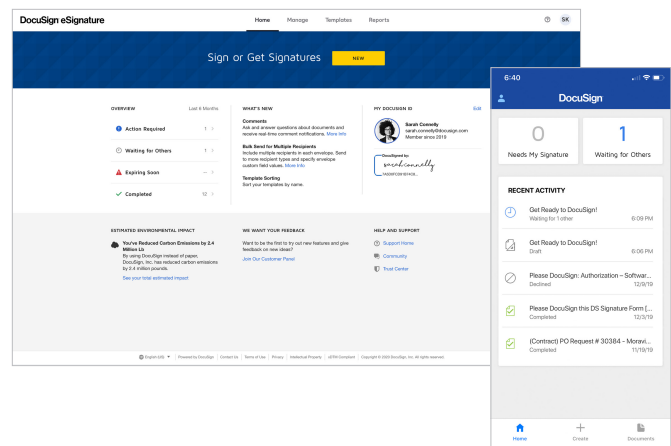 DocuSign eSignature
Home
Manage
Templates
Reports
SK
Sign or Get Signatures
NEW
OVERVIEW
Last 6 Months
Action Required
1
Waiting for Others
1
Expiring Soon
--
Completed
12
WHAT'S NEW
Comments
Ask and answer questions about documents and
receive real-time comment notifications. More Info
Bulk Send for Multiple Recipients
Include multiple recipients in each envelope. Send
to more recipient types and specify envelope
custom field values. More Info
Template Sorting
Sort your templates by name.
MY DOCUSIGN ID
Edit
Sarah Connelly
sarah.connelly@docusign.com
Member since 2019
DocuSigned by:
sarah connelly
ESTIMATED ENVIRONMENTAL IMPACT
You've Reduced Carbon Emissions by 2.4
Million Lb
By using DocuSign instead of paper,
DocuSign, Inc. has reduced carbon emissions
by 2.4 million pounds.
See your total estimated impact
WE WANT YOUR FEEDBACK
Want to be the first to try out new features and give
feedback on new ideas?
Join Our Customer Panel
HELP AND SUPPORT
Support Home
Community
Trust Center
English (US)
Powered by DocuSign
Contact Us
Terms of Use
Privacy
Intellectual Property
xDTM Compliant
Copyright © 2020 DocuSign, Inc. All rights reserved.
6:40
DocuSign
0
Needs My Signature
1
Waiting for Others
RECENT ACTIVITY
Get Ready to DocuSign!
Waiting for 1 other
6:09 PM
Get Ready to DocuSign!
Draft
6:06 PM
Please DocuSign: Authorization – Softwar...
Declined
12/9/19
Please DocuSign this DS Signature Form [...
Completed
12/3/19
(Contract) PO Request # 30384 - Moravi...
Completed
11/19/19
Home
Create
Documents